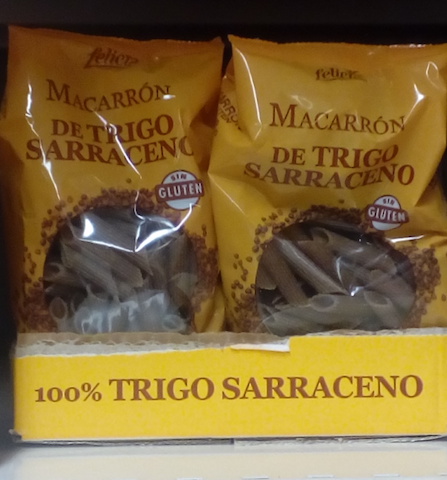 Felicia
MACARRÓN
DE TRIGO
SARRACENO
SIN
GLUTEN
Felicia
MACARRÓN
DE TRIGO
SARRACENO
SIN
GLUTEN
100% TRIGO SARRACENO